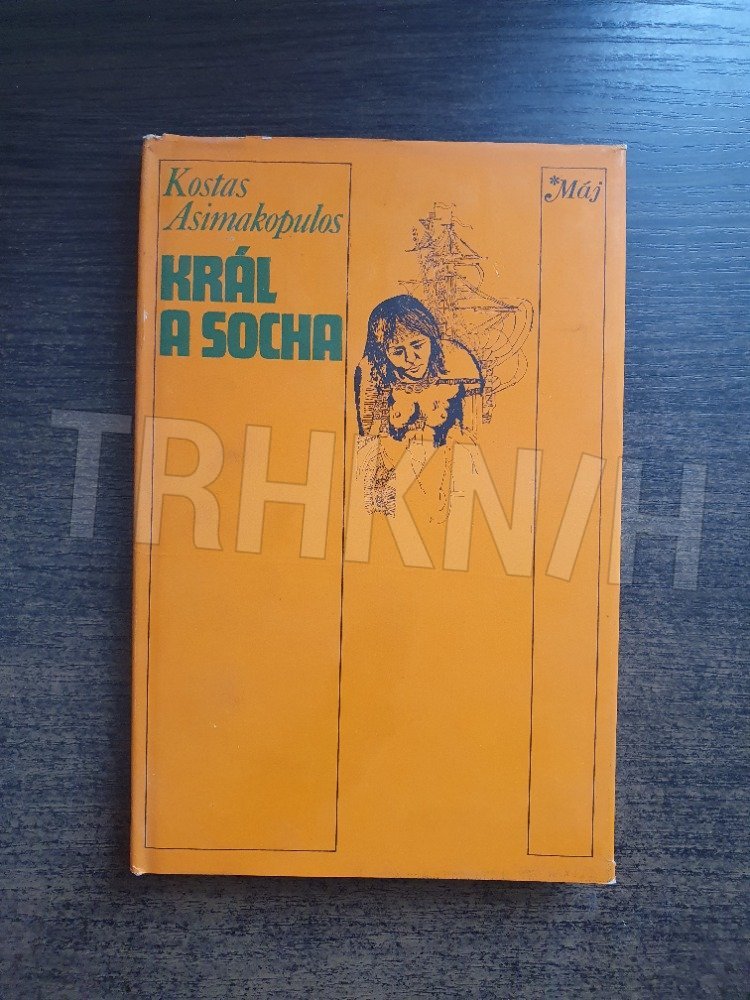 Kostas
Asimakopulos
KRÁL
A SOCHA
*Máj
TRHKNIH